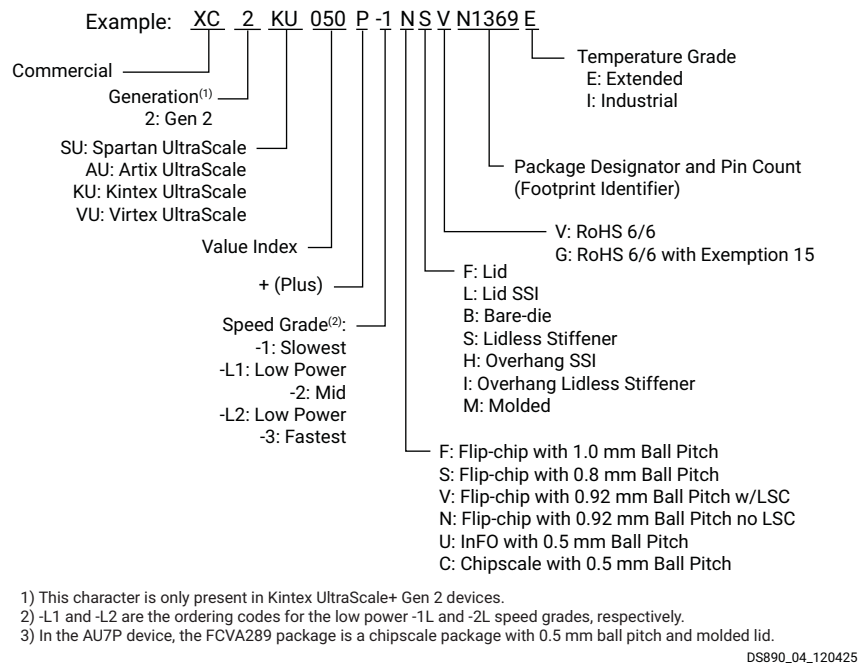 Example: XC 2 KU 050 P -1 N S V N1369 E
Temperature Grade
E: Extended
I: Industrial
Commercial
Generation(1)
2: Gen 2
SU: Spartan UltraScale
AU: Artix UltraScale
KU: Kintex UltraScale
VU: Virtex UltraScale
Package Designator and Pin Count
(Footprint Identifier)
Value Index
V: RoHS 6/6
G: RoHS 6/6 with Exemption 15
+ (Plus)
F: Lid
L: Lid SSI
B: Bare-die
S: Lidless Stiffener
H: Overhang SSI
I: Overhang Lidless Stiffener
M: Molded
Speed Grade(2):
-1: Slowest
-L1: Low Power
-2: Mid
-L2: Low Power
-3: Fastest
F: Flip-chip with 1.0 mm Ball Pitch
S: Flip-chip with 0.8 mm Ball Pitch
V: Flip-chip with 0.92 mm Ball Pitch w/LSC
N: Flip-chip with 0.92 mm Ball Pitch no LSC
U: InFO with 0.5 mm Ball Pitch
C: Chipscale with 0.5 mm Ball Pitch
1) This character is only present in Kintex UltraScale+ Gen 2 devices.
2) -L1 and -L2 are the ordering codes for the low power -1L and -2L speed grades, respectively.
3) In the AU7P device, the FCVA289 package is a chipscale package with 0.5 mm ball pitch and molded lid.
DS890_04_120425